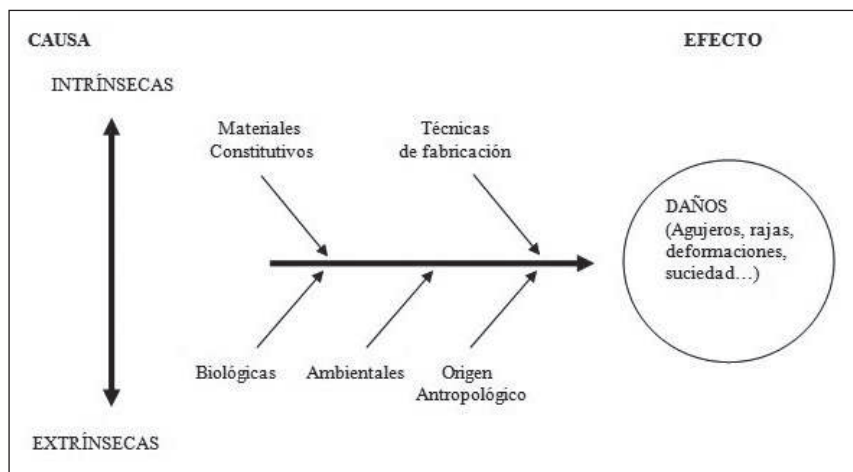 CAUSA
EFECTO
INTRÍNSECAS
Materiales
Constitutivos
Técnicas
de fabricación
DAÑOS
(Agujeros, rajas,
deformaciones,
suciedad…)
Biológicas
Ambientales
Origen
Antropológico
EXTRÍNSECAS